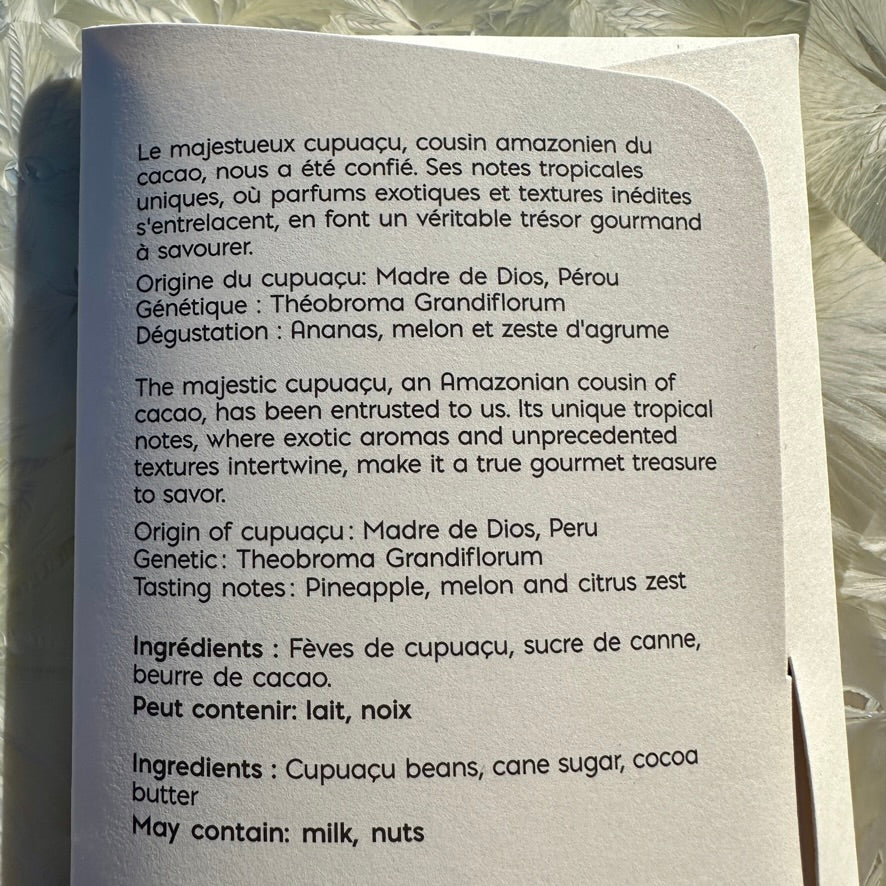 Le majestueux cupuaçu, cousin amazonien du
cacao, nous a été confié. Ses notes tropicales
uniques, où parfums exotiques et textures inédites
s'entrelacent, en font un véritable trésor gourmand
à savourer.
Origine du cupuaçu: Madre de Dios, Pérou
Génétique : Théobroma Grandiflorum
Dégustation : Ananas, melon et zeste d'agrume
The majestic cupuaçu, an Amazonian cousin of
cacao, has been entrusted to us. Its unique tropical
notes, where exotic aromas and unprecedented
textures intertwine, make it a true gourmet treasure
to savor.
Origin of cupuaçu: Madre de Dios, Peru
Genetic: Theobroma Grandiflorum
Tasting notes: Pineapple, melon and citrus zest
Ingrédients : Fèves de cupuaçu, sucre de canne,
beurre de cacao.
Peut contenir: lait, noix
Ingredients : Cupuaçu beans, cane sugar, cocoa
butter
May contain: milk, nuts